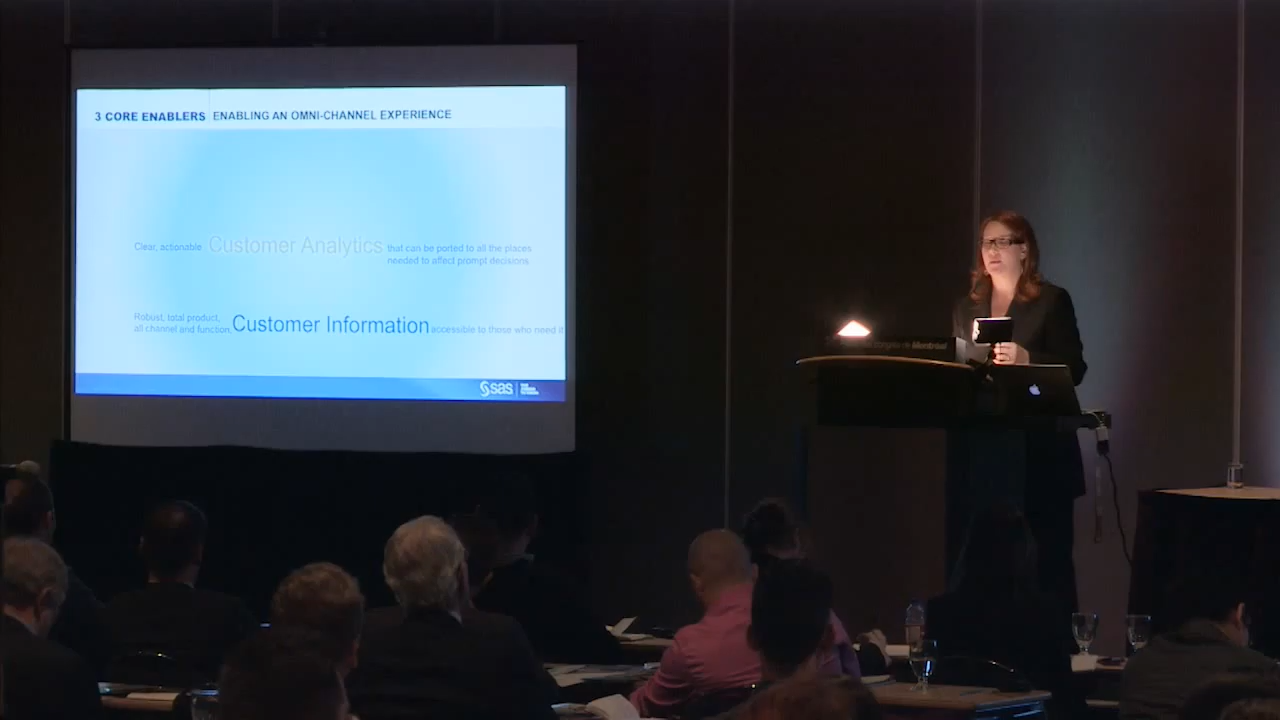 3 CORE ENABLERS ENABLING AN OMNI-CHANNEL EXPERIENCE
Clear, actionable Customer Analytics that can be ported to all the places
needed to affect prompt decisions
Robust, total product,
all channel and function, Customer Information accessible to those who need it
sas
Montréal